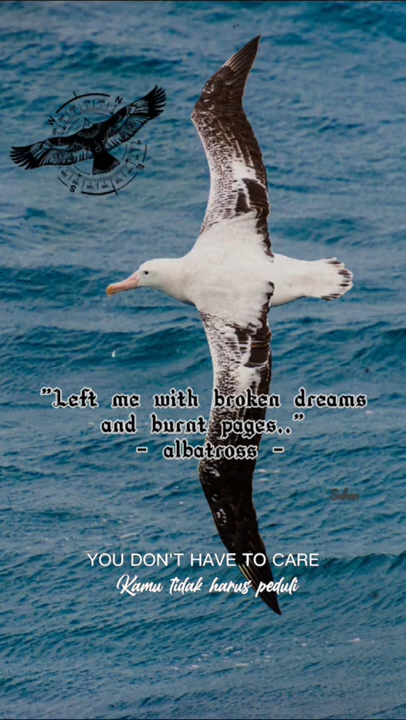 N
N
E
S
"Left me with broken dreams
and burnt pages.."
- albatross -
YOU DON'T HAVE TO CARE
Kamu tidak harus peduli